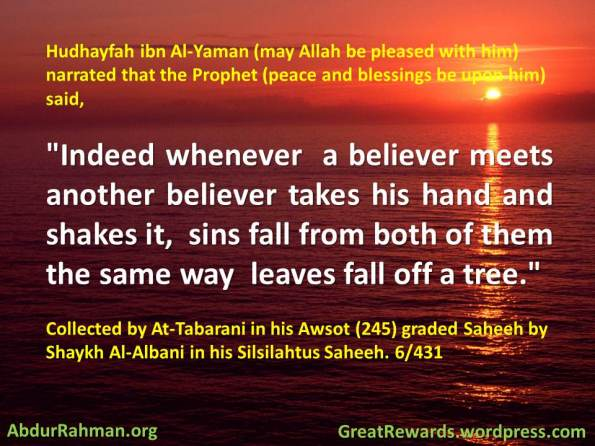 Hudhayfah ibn Al-Yaman (may Allah be pleased with him)
narrated that the Prophet (peace and blessings be upon him)
said,
"Indeed whenever a believer meets
another believer takes his hand and
shakes it, sins fall from both of them
the same way leaves fall off a tree."
Collected by At-Tabarani in his Awsot (245) graded Saheeh by
Shaykh Al-Albani in his Silsilahtus Saheeh. 6/431
AbdurRahman.org
GreatRewards.wordpress.com